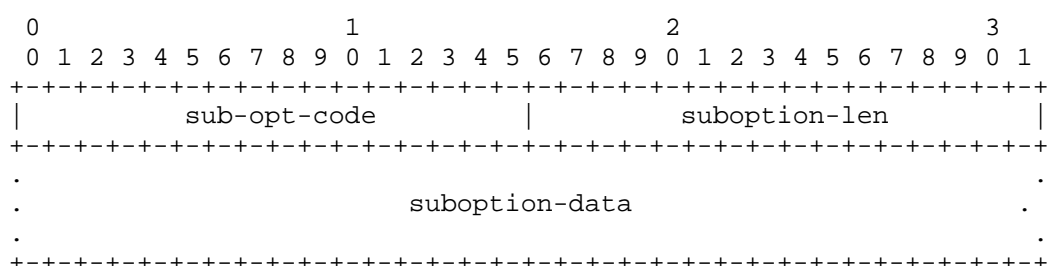 0                   1                   2                   3
 0 1 2 3 4 5 6 7 8 9 0 1 2 3 4 5 6 7 8 9 0 1 2 3 4 5 6 7 8 9 0 1
+-+-+-+-+-+-+-+-+-+-+-+-+-+-+-+-+-+-+-+-+-+-+-+-+-+-+-+-+-+-+-+-+
|          sub-opt-code         |         suboption-len         |
+-+-+-+-+-+-+-+-+-+-+-+-+-+-+-+-+-+-+-+-+-+-+-+-+-+-+-+-+-+-+-+-+
.                                                               .
.                        suboption-data                        .
.                                                               .
+-+-+-+-+-+-+-+-+-+-+-+-+-+-+-+-+-+-+-+-+-+-+-+-+-+-+-+-+-+-+-+-+